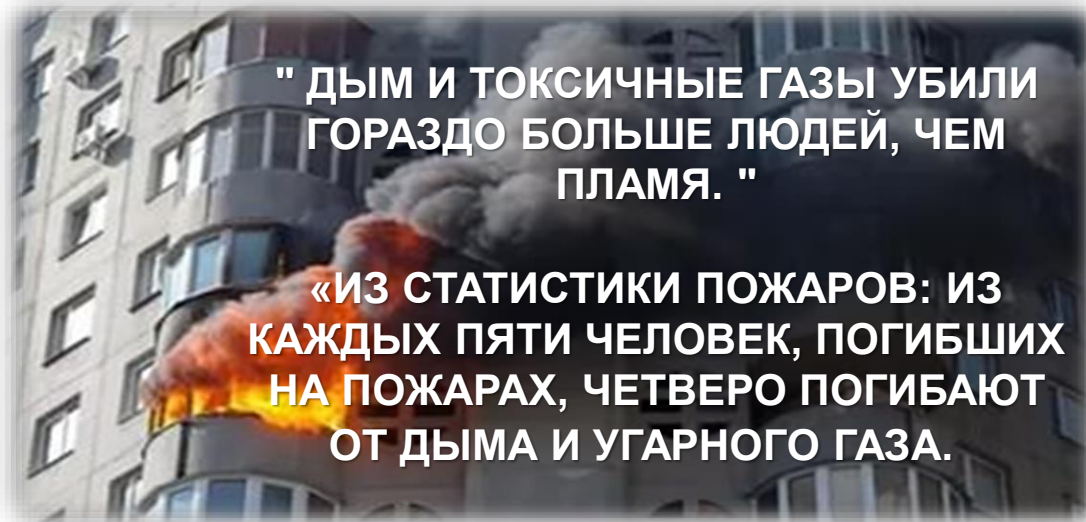 " ДЫМ И ТОКСИЧНЫЕ ГАЗЫ УБИЛИ
ГОРАЗДО БОЛЬШЕ ЛЮДЕЙ, ЧЕМ
ПЛАМЯ. "
«ИЗ СТАТИСТИКИ ПОЖАРОВ: ИЗ
КАЖДЫХ ПЯТИ ЧЕЛОВЕК, ПОГИБШИХ
НА ПОЖАРАХ, ЧЕТВЕРО ПОГИБАЮТ
ОТ ДЫМА И УГАРНОГО ГАЗА.